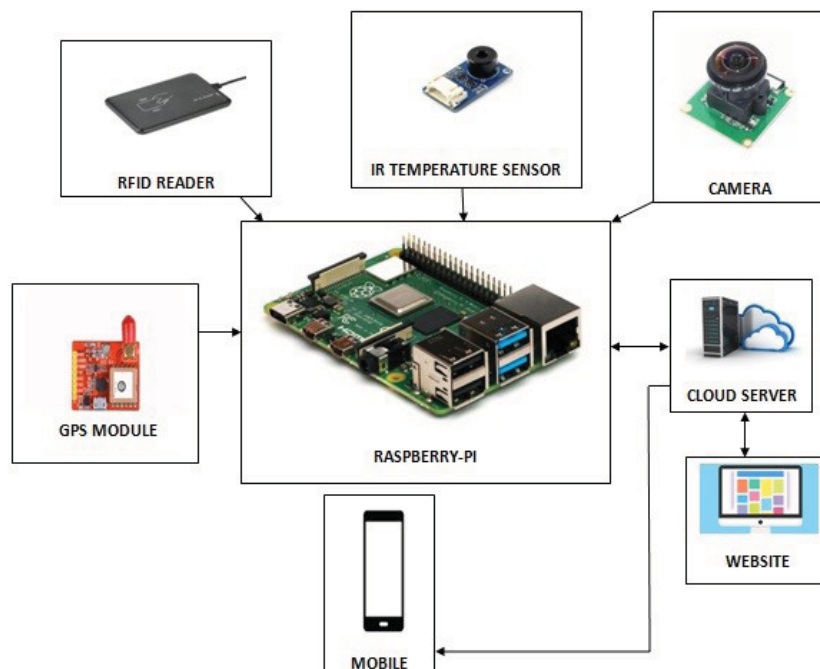 RFID READER
IR TEMPERATURE SENSOR
CAMERA
GPS MODULE
RASPBERRY-PI
CLOUD SERVER
WEBSITE
MOBILE